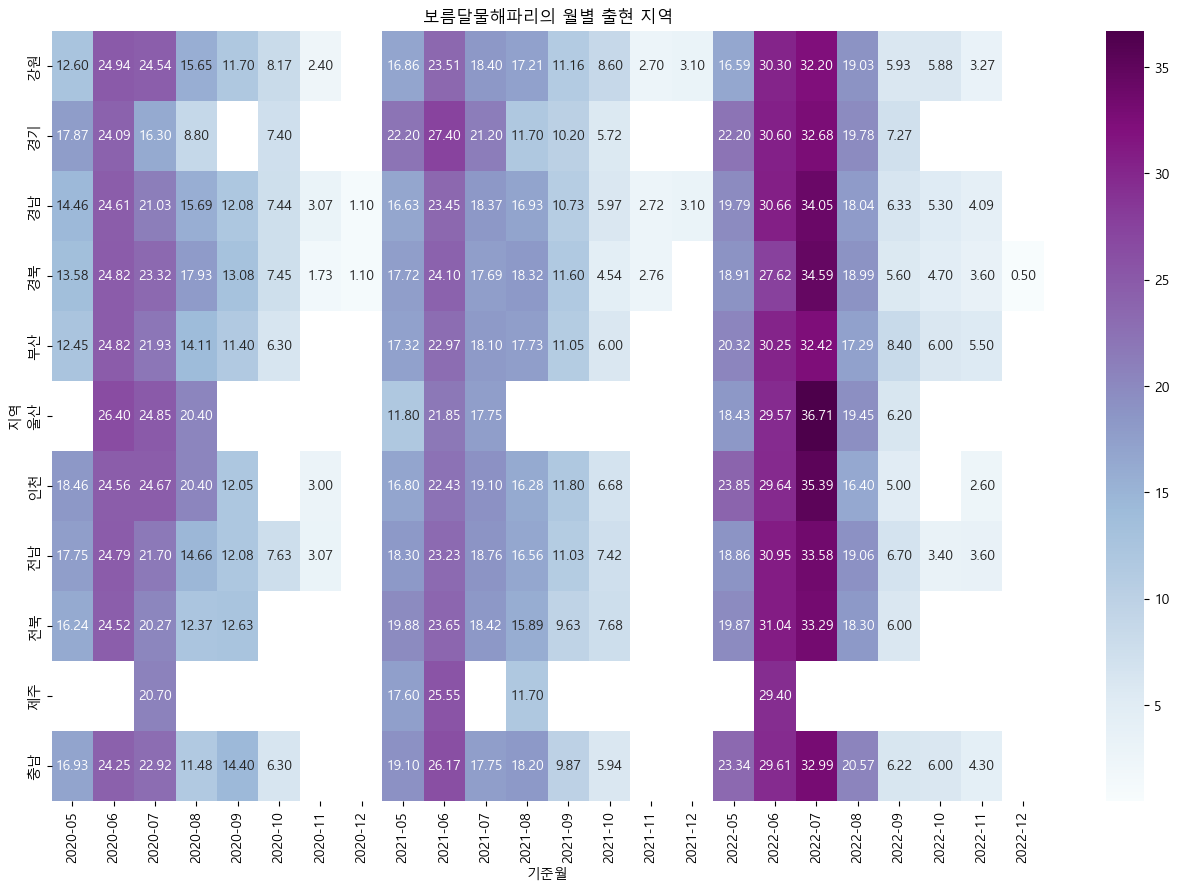 보름달물해파리의 월별 출현 지역
강원 12.60 24.94 24.54 15.65 11.70 8.17 2.40 16.86 23.51 18.40 17.21 11.16 8.60 2.70 3.10 16.59 30.30 32.20 19.03 5.93 5.88 3.27
경기 17.87 24.09 16.30 8.80 7.40 22.20 27.40 21.20 11.70 10.20 5.72 22.20 30.60 32.68 19.78 7.27
경남 14.46 24.61 21.03 15.69 12.08 7.44 3.07 1.10 16.63 23.45 18.37 16.93 10.73 5.97 2.72 3.10 19.79 30.66 34.05 18.04 6.33 5.30 4.09
경북 13.58 24.82 23.32 17.93 13.08 7.45 1.73 1.10 17.72 24.10 17.69 18.32 11.60 4.54 2.76 18.91 27.62 34.59 18.99 5.60 4.70 3.60 0.50
부산 12.45 24.82 21.93 14.11 11.40 6.30 17.32 22.97 18.10 17.73 11.05 6.00 20.32 30.25 32.42 17.29 8.40 6.00 5.50
지역
울산 26.40 24.85 20.40 11.80 21.85 17.75 18.43 29.57 36.71 19.45 6.20
인천 18.46 24.56 24.67 20.40 12.05 3.00 16.80 22.43 19.10 16.28 11.80 6.68 23.85 29.64 35.39 16.40 5.00 2.60
전남 17.75 24.79 21.70 14.66 12.08 7.63 3.07 18.30 23.23 18.76 16.56 11.03 7.42 18.86 30.95 33.58 19.06 6.70 3.40 3.60
전북 16.24 24.52 20.27 12.37 12.63 19.88 23.65 18.42 15.89 9.63 7.68 19.87 31.04 33.29 18.30 6.00
제주 20.70 17.60 25.55 11.70 29.40
충남 16.93 24.25 22.92 11.48 14.40 6.30 19.10 26.17 17.75 18.20 9.87 5.94 23.34 29.61 32.99 20.57 6.22 6.00 4.30
2020-05 2020-06 2020-07 2020-08 2020-09 2020-10 2020-11 2020-12 2021-05 2021-06 2021-07 2021-08 2021-09 2021-10 2021-11 2021-12 2022-05 2022-06 2022-07 2022-08 2022-09 2022-10 2022-11 2022-12
기준월
35
30
25
20
15
10
5